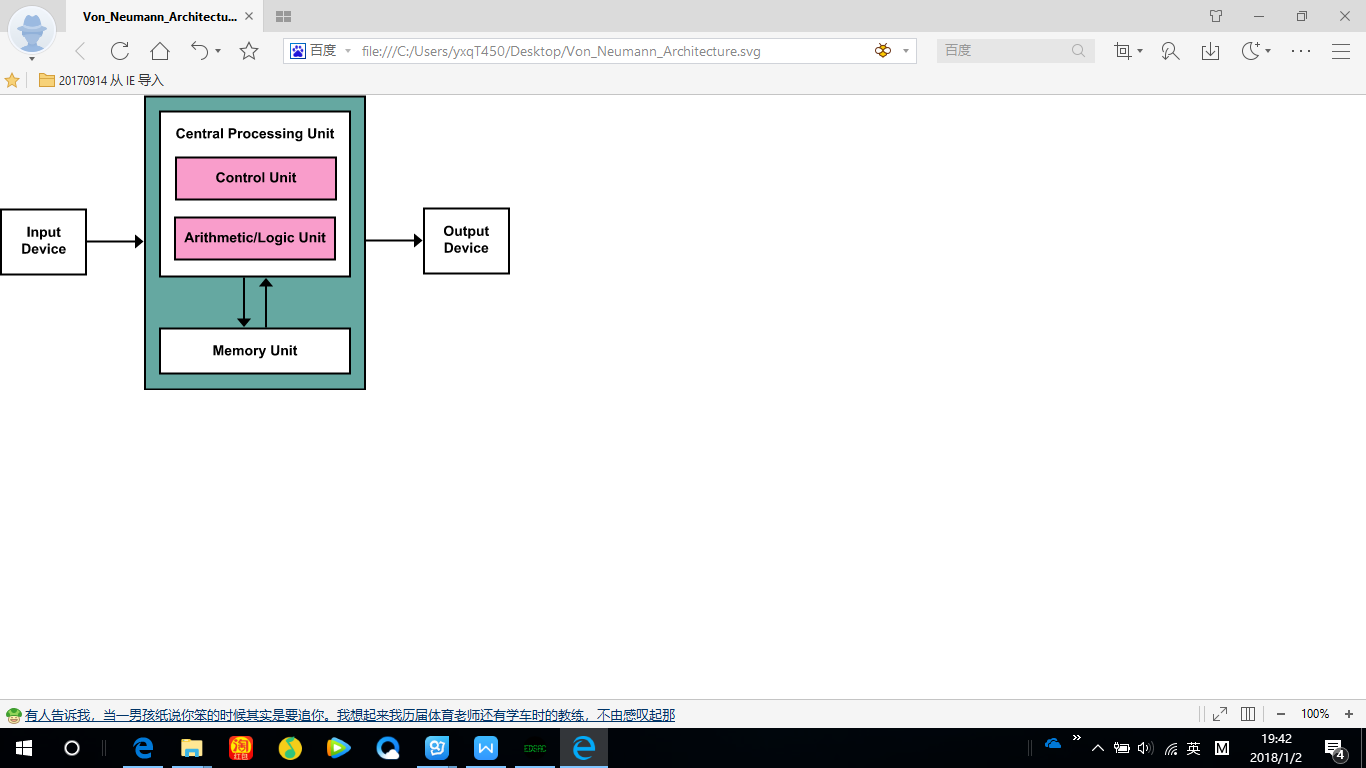 Von_Neumann_Architectu...
百度
file:///C:/Users/yxqT450/Desktop/Von_Neumann_Architecture.svg
百度
20170914 从 IE 导入
Central Processing Unit
Control Unit
Arithmetic/Logic Unit
Input
Device
Output
Device
Memory Unit
有人告诉我，当一男孩纸说你笨的时候其实是要追你。我想起来我历届体育老师还有学车时的教练，不由感叹起那
100%
淘
红包
W
EDSAC
英
M
19:42
2018/1/2
4